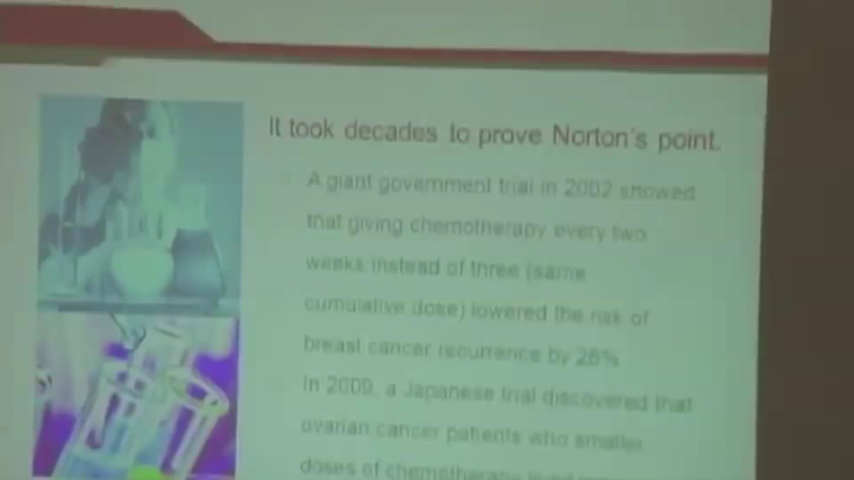 It took decades to prove Norton's point.
A giant government trial in 2002 showed
that giving chemotherapy every two
weeks instead of three (same
cumulative dose) lowered the risk of
breast cancer recurrence by 26%
In 2009, a Japanese trial discovered that
ovarian cancer patients who smaller
doses of chemotherapy lived